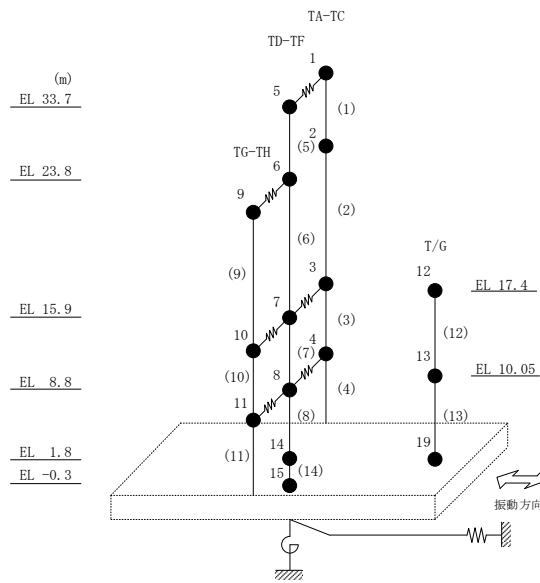 TA-TC
TD-TF
(m)
1
5
EL 33.7
(1)
2
(5)
TG-TH
6
EL 23.8
9
(2)
(6)
T/G
(9)
3
12
EL 17.4
7
EL 15.9
(3)
10
(12)
4
(7)
13
(10)
8
EL 10.05
EL 8.8
(4)
11
(8)
(13)
14
19
(11)
EL 1.8
15
(14)
EL -0.3
振動方向